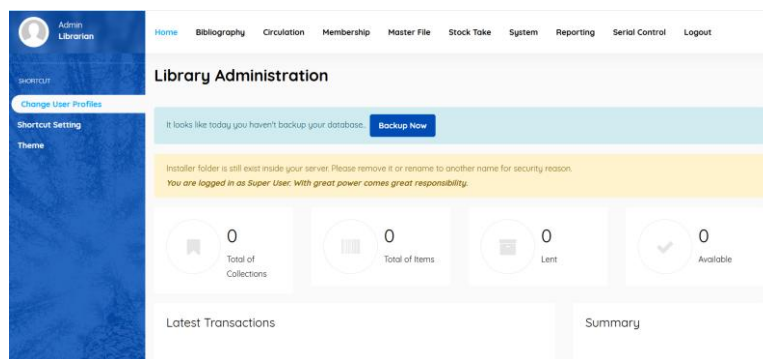 Admin
Librarian
Home Bibliography Circulation Membership Master File Stock Take System Reporting Serial Control Logout
SHORTCUT
Library Administration
Change User Profiles
Shortcut Setting
Theme
It looks like today you haven't backup your database. Backup Now
Installer folder is still exist inside your server. Please remove it or rename to another name for security reason.
You are logged in as Super User. With great power comes great responsibility.
0
Total of
Collections
0
Total of Items
0
Lent
0
Available
Latest Transactions
Summary